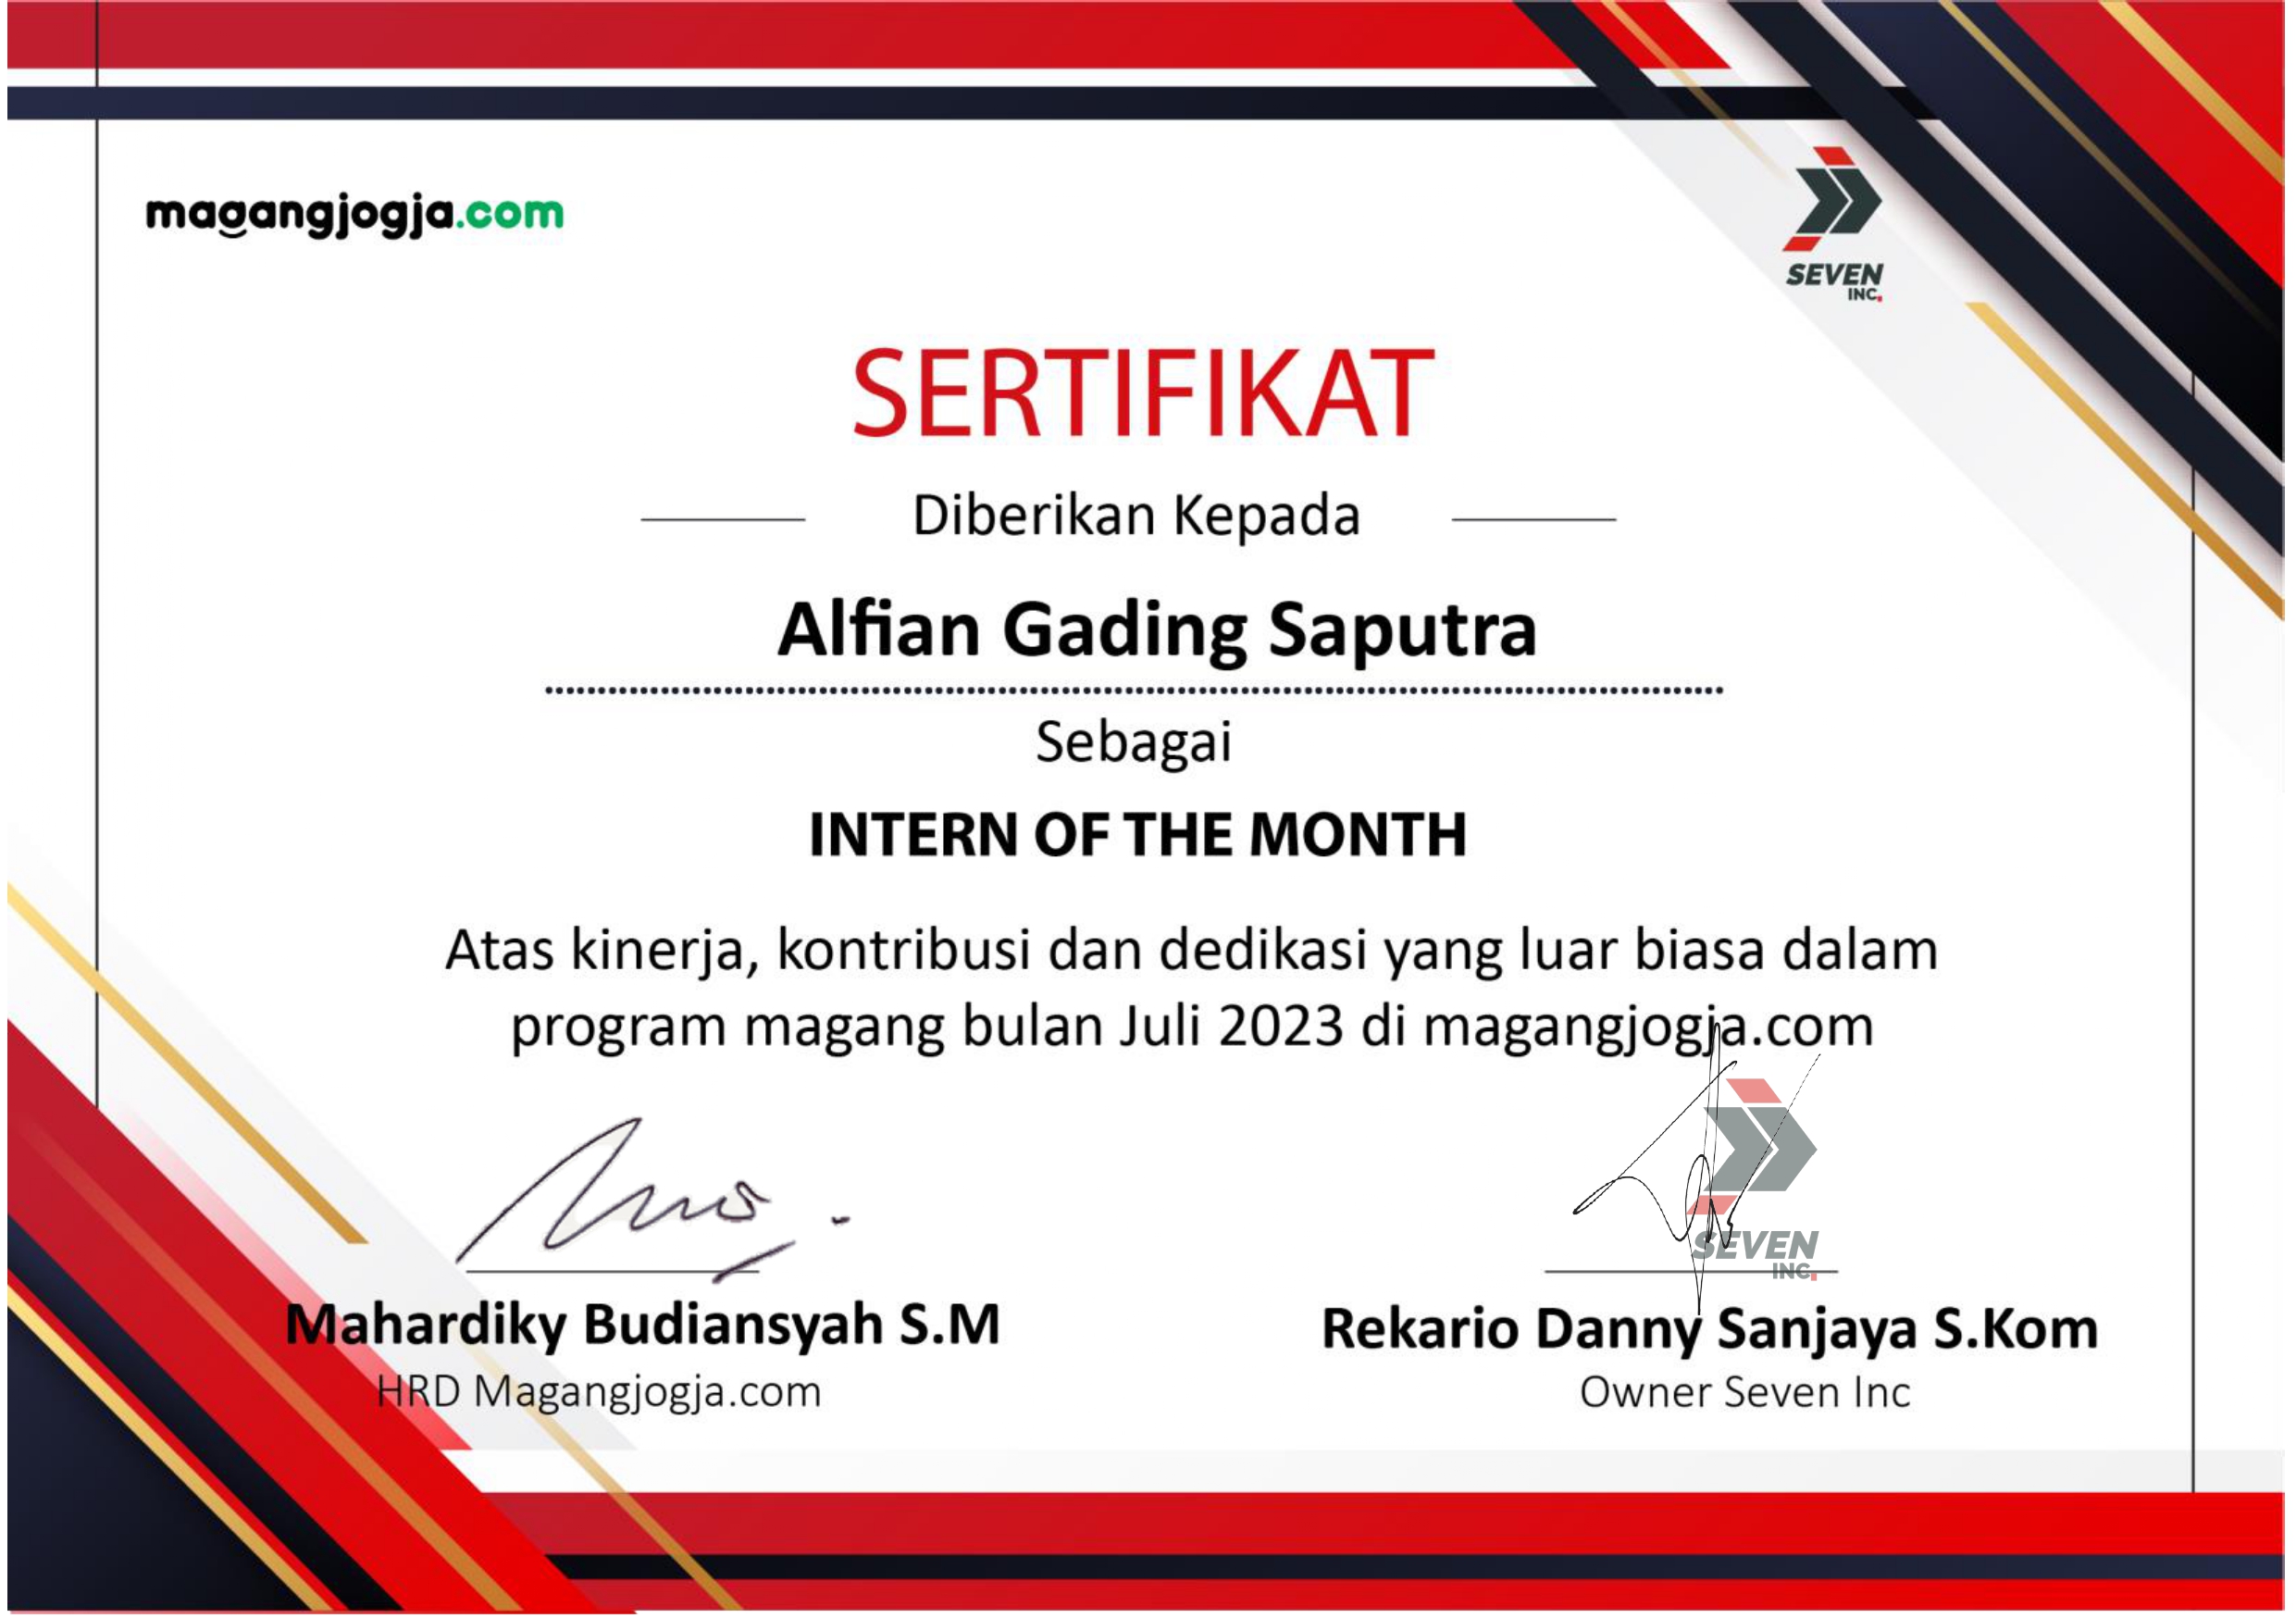 magangjogja.com
SEVEN
INC.
SERTIFIKAT
Diberikan Kepada
Alfian Gading Saputra
Sebagai
INTERN OF THE MONTH
Atas kinerja, kontribusi dan dedikasi yang luar biasa dalam
program magang bulan Juli 2023 di magangjogja.com
SEVEN
INC.
Mahardiky Budiansyah S.M
HRD Magangjogja.com
Rekario Danny Sanjaya S.Kom
Owner Seven Inc